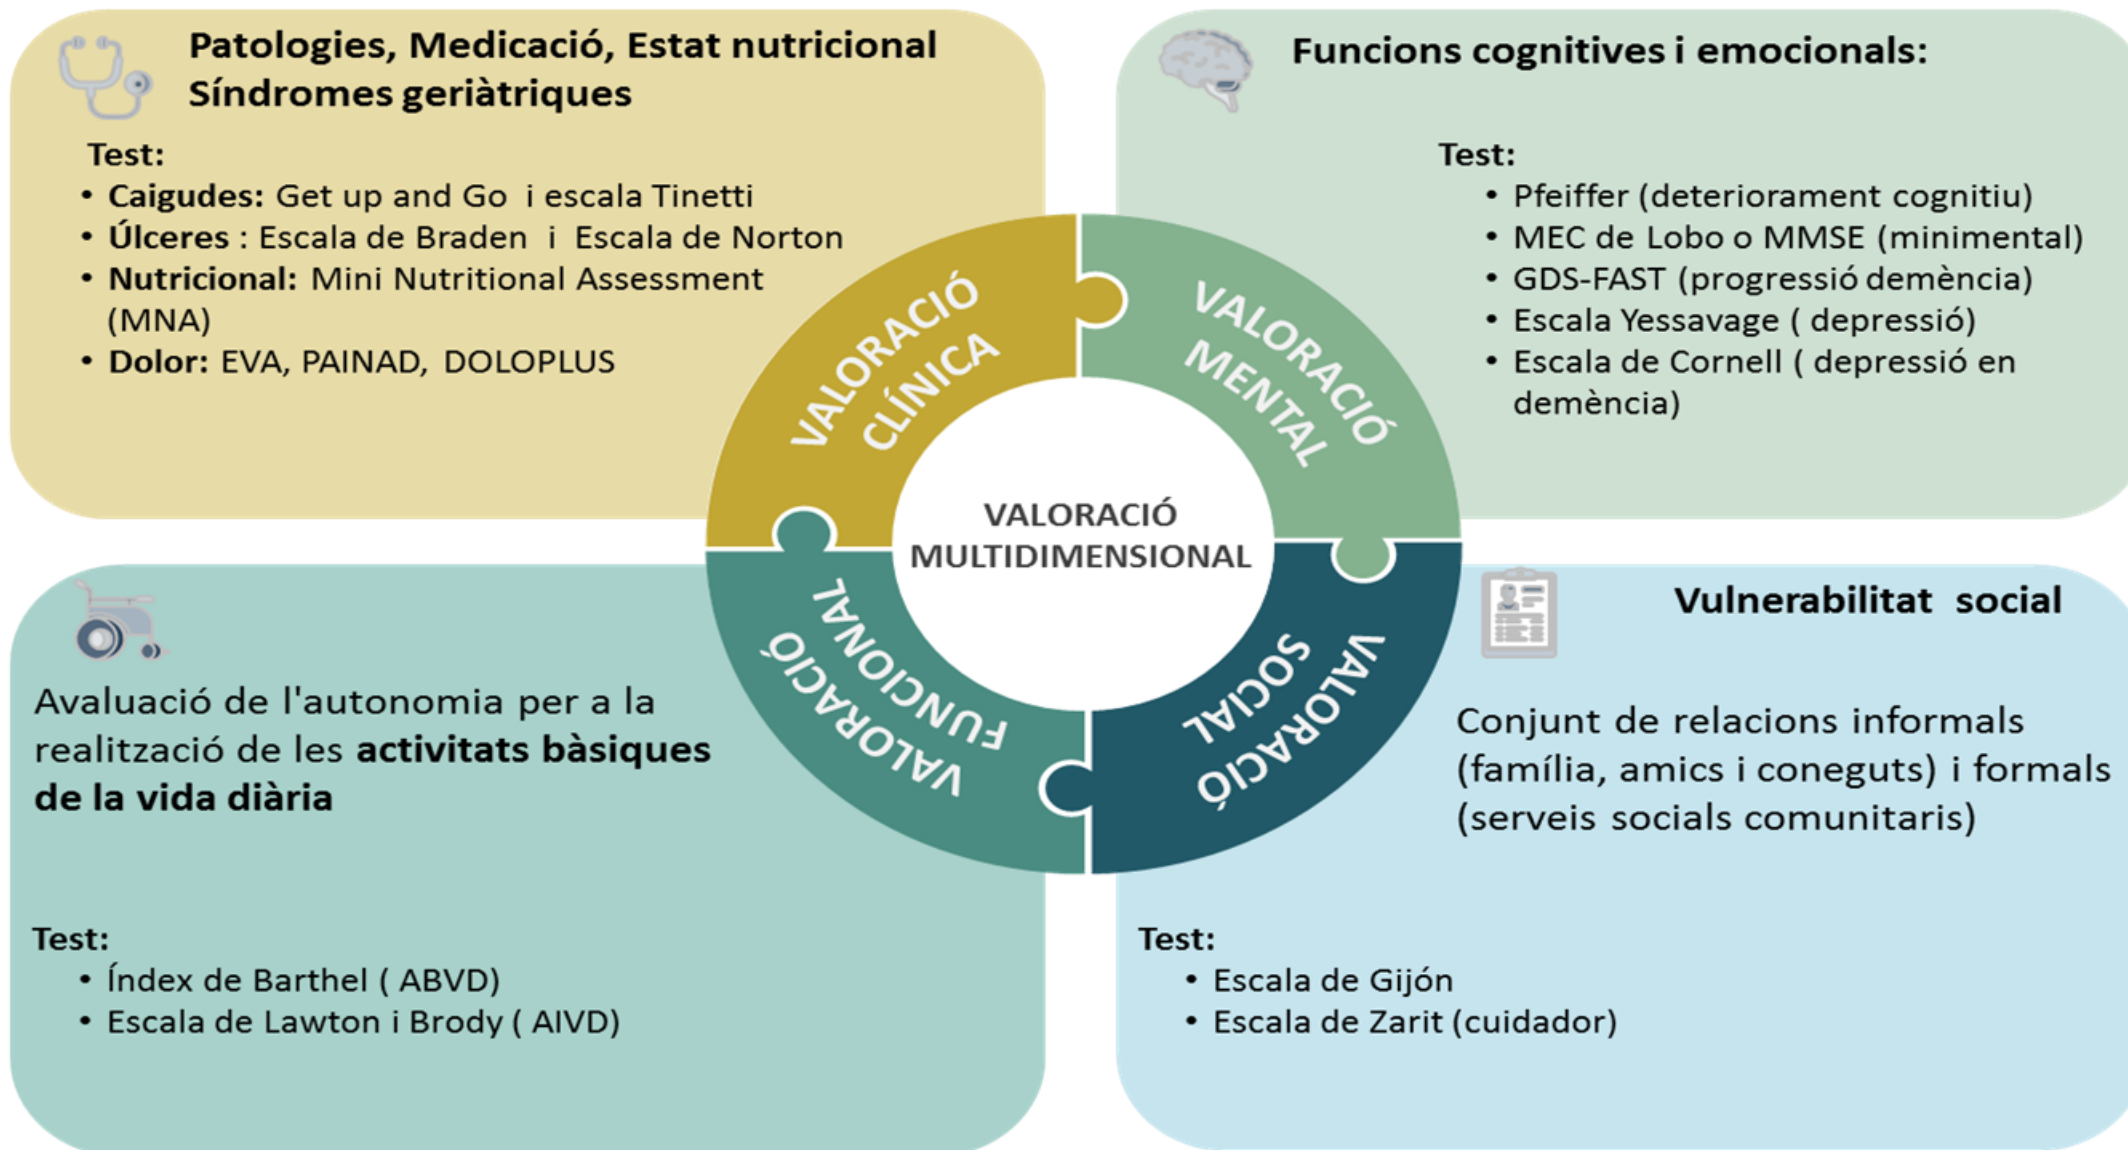 Patologies, Medicació, Estat nutricional
Síndromes geriàtriques
Test:
• Caigudes: Get up and Go i escala Tinetti
• Úlceres : Escala de Braden i Escala de Norton
• Nutricional: Mini Nutritional Assessment
(MNA)
• Dolor: EVA, PAINAD, DOLOPLUS
Funcions cognitives i emocionals:
Test:
• Pfeiffer (deteriorament cognitiu)
• MEC de Lobo o MMSE (minimental)
• GDS-FAST (progressió demència)
• Escala Yessavage ( depressió)
• Escala de Cornell ( depressió en
demència)
VALORACIÓ
CLÍNICA
VALORACIÓ
MENTAL
VALORACIÓ
MULTIDIMENSIONAL
VALORACIÓ
FUNCIONAL
VALORACIÓ
SOCIAL
Avaluació de l'autonomia per a la
realització de les activitats bàsiques
de la vida diària
Test:
• Índex de Barthel ( ABVD)
• Escala de Lawton i Brody ( AIVD)
Vulnerabilitat social
Conjunt de relacions informals
(família, amics i coneguts) i formals
(serveis socials comunitaris)
Test:
• Escala de Gijón
• Escala de Zarit (cuidador)